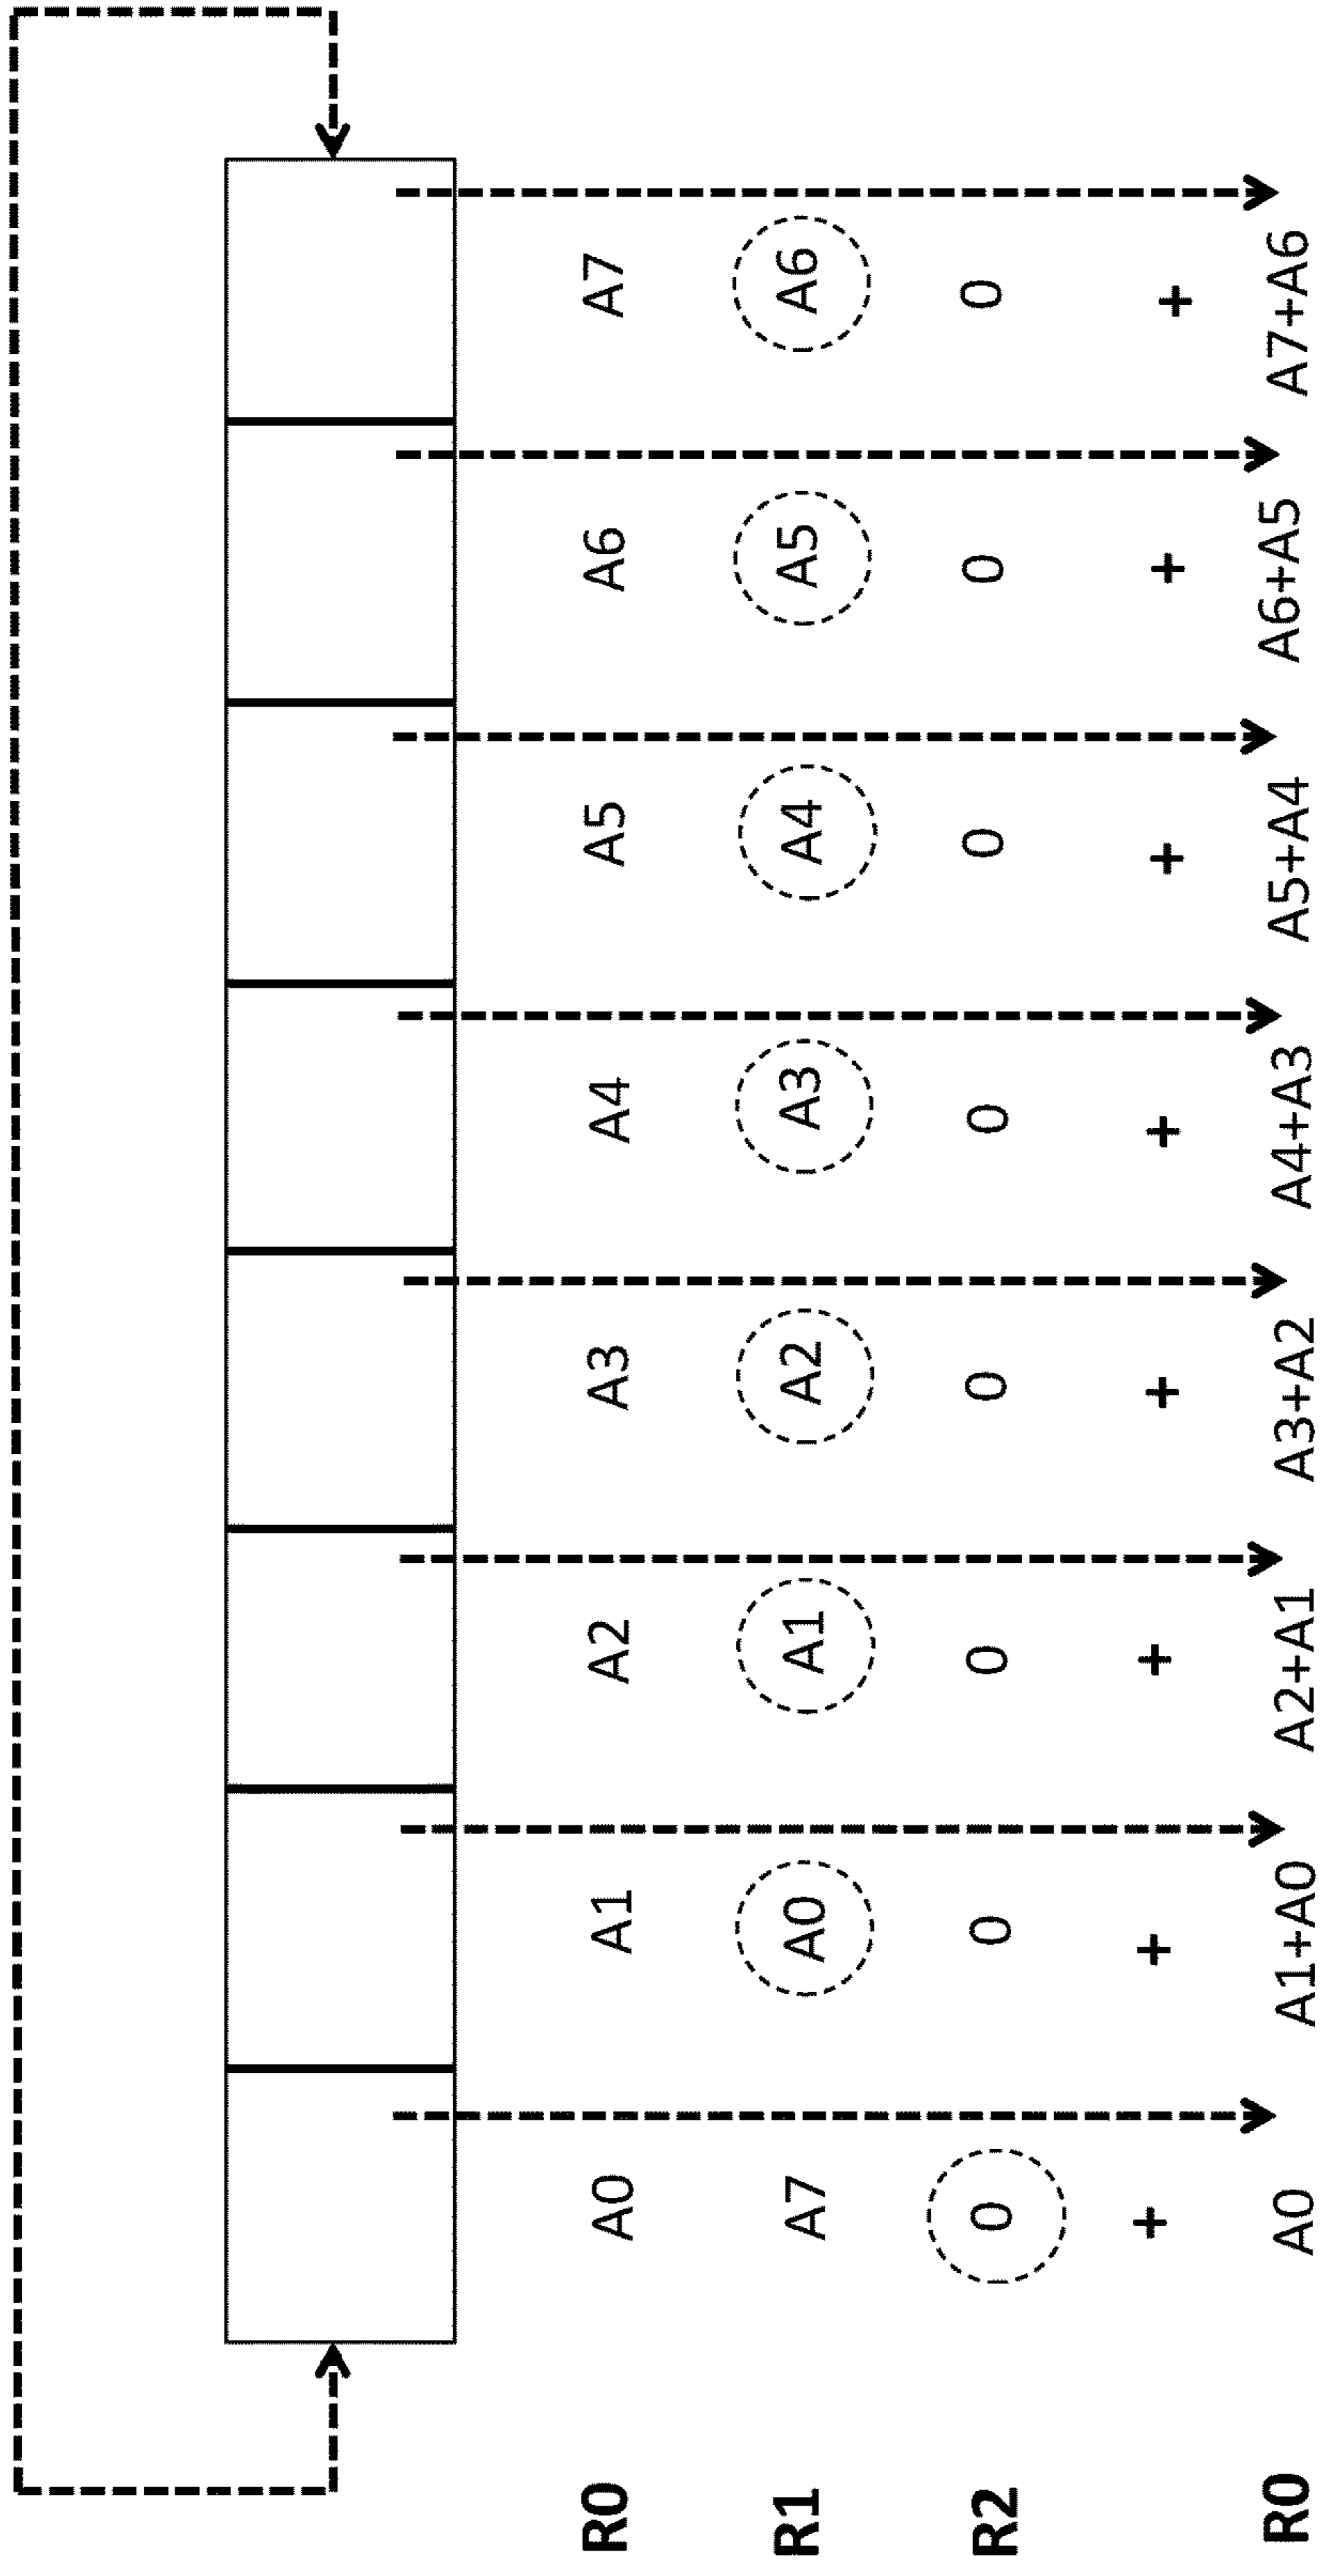 R0 A0 A1 A2 A3 A4 A5 A6 A7
R1 A7 A0 A1 A2 A3 A4 A5 A6
R2 0 0 0 0 0 0 0 0
+ + + + + + + +
R0 A0 A1+A0 A2+A1 A3+A2 A4+A3 A5+A4 A6+A5 A7+A6